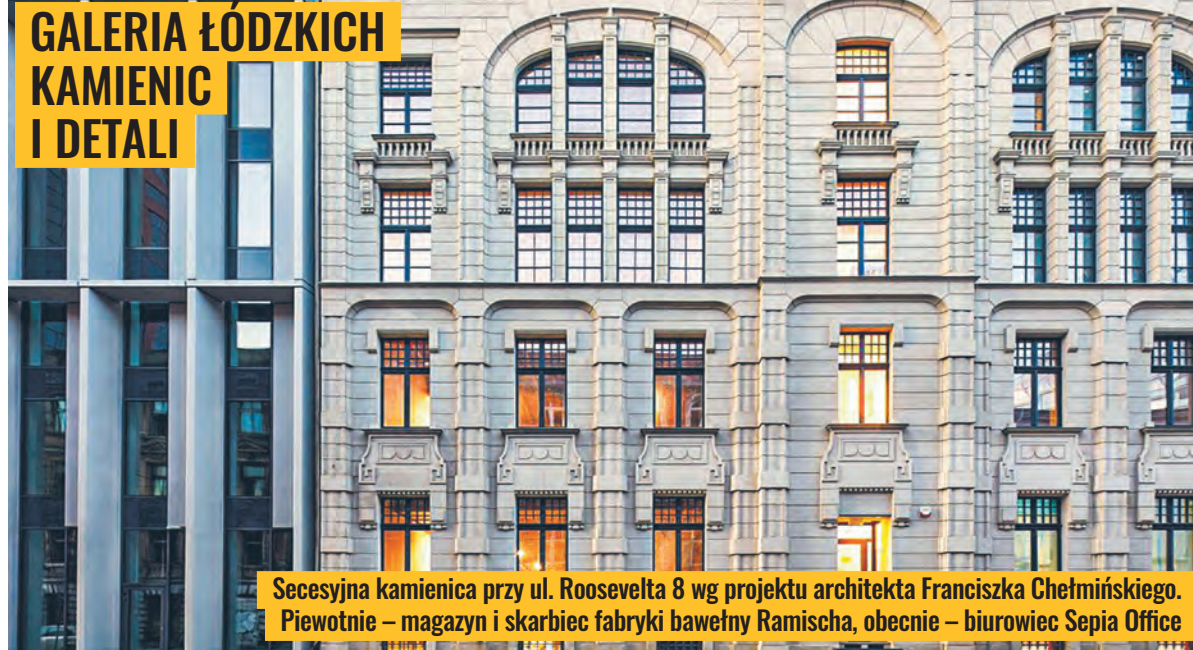 GALERIA ŁÓDZKICH
KAMIENIC
I DETALI
Secesyjna kamienica przy ul. Roosevelta 8 wg projektu architekta Franciszka Chełmińskiego.
Piewotnie – magazyn i skarbiec fabryki bawełny Ramischa, obecnie – biurowiec Sepia Office